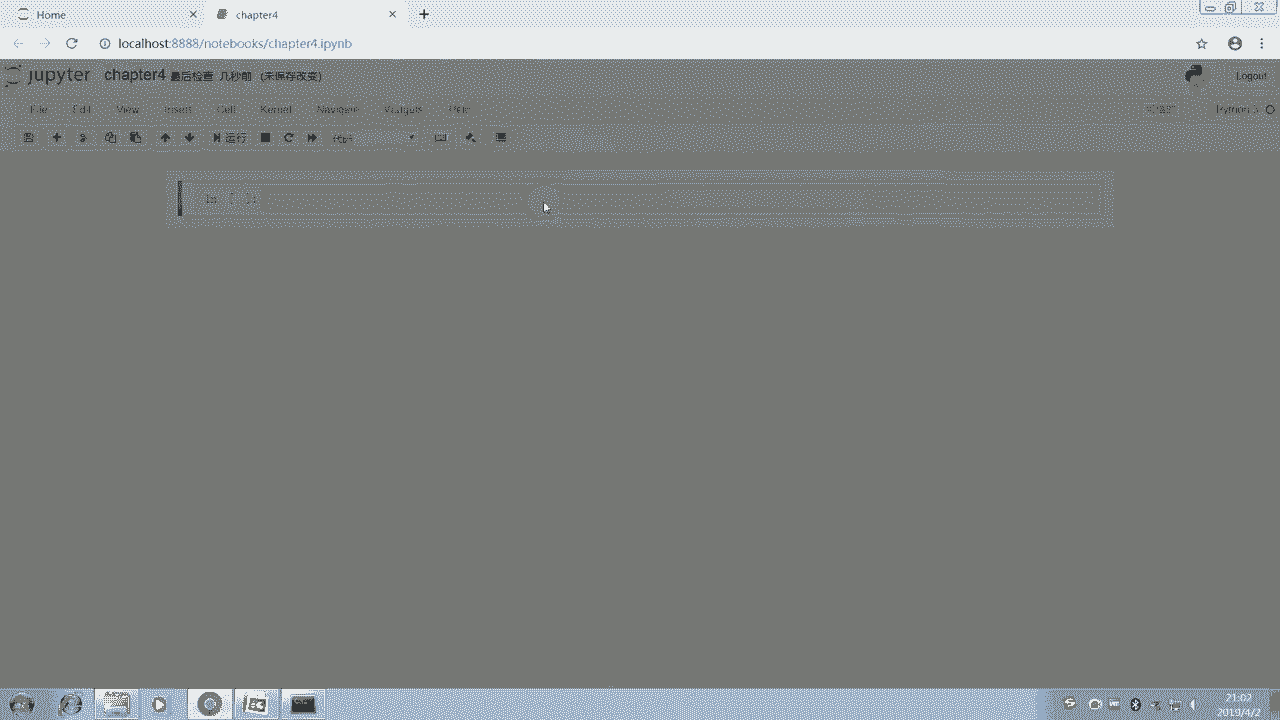 Home
chapter4
localhost:8888/notebooks/chapter4.ipynb
jupyter chapter4 最后检查 几秒前 (未保存改变)
Logout
File Edit View Insert Cell Kernel Navigate Widgets Help
Python 3
运行
In [ ]:
21:02
2019/4/2